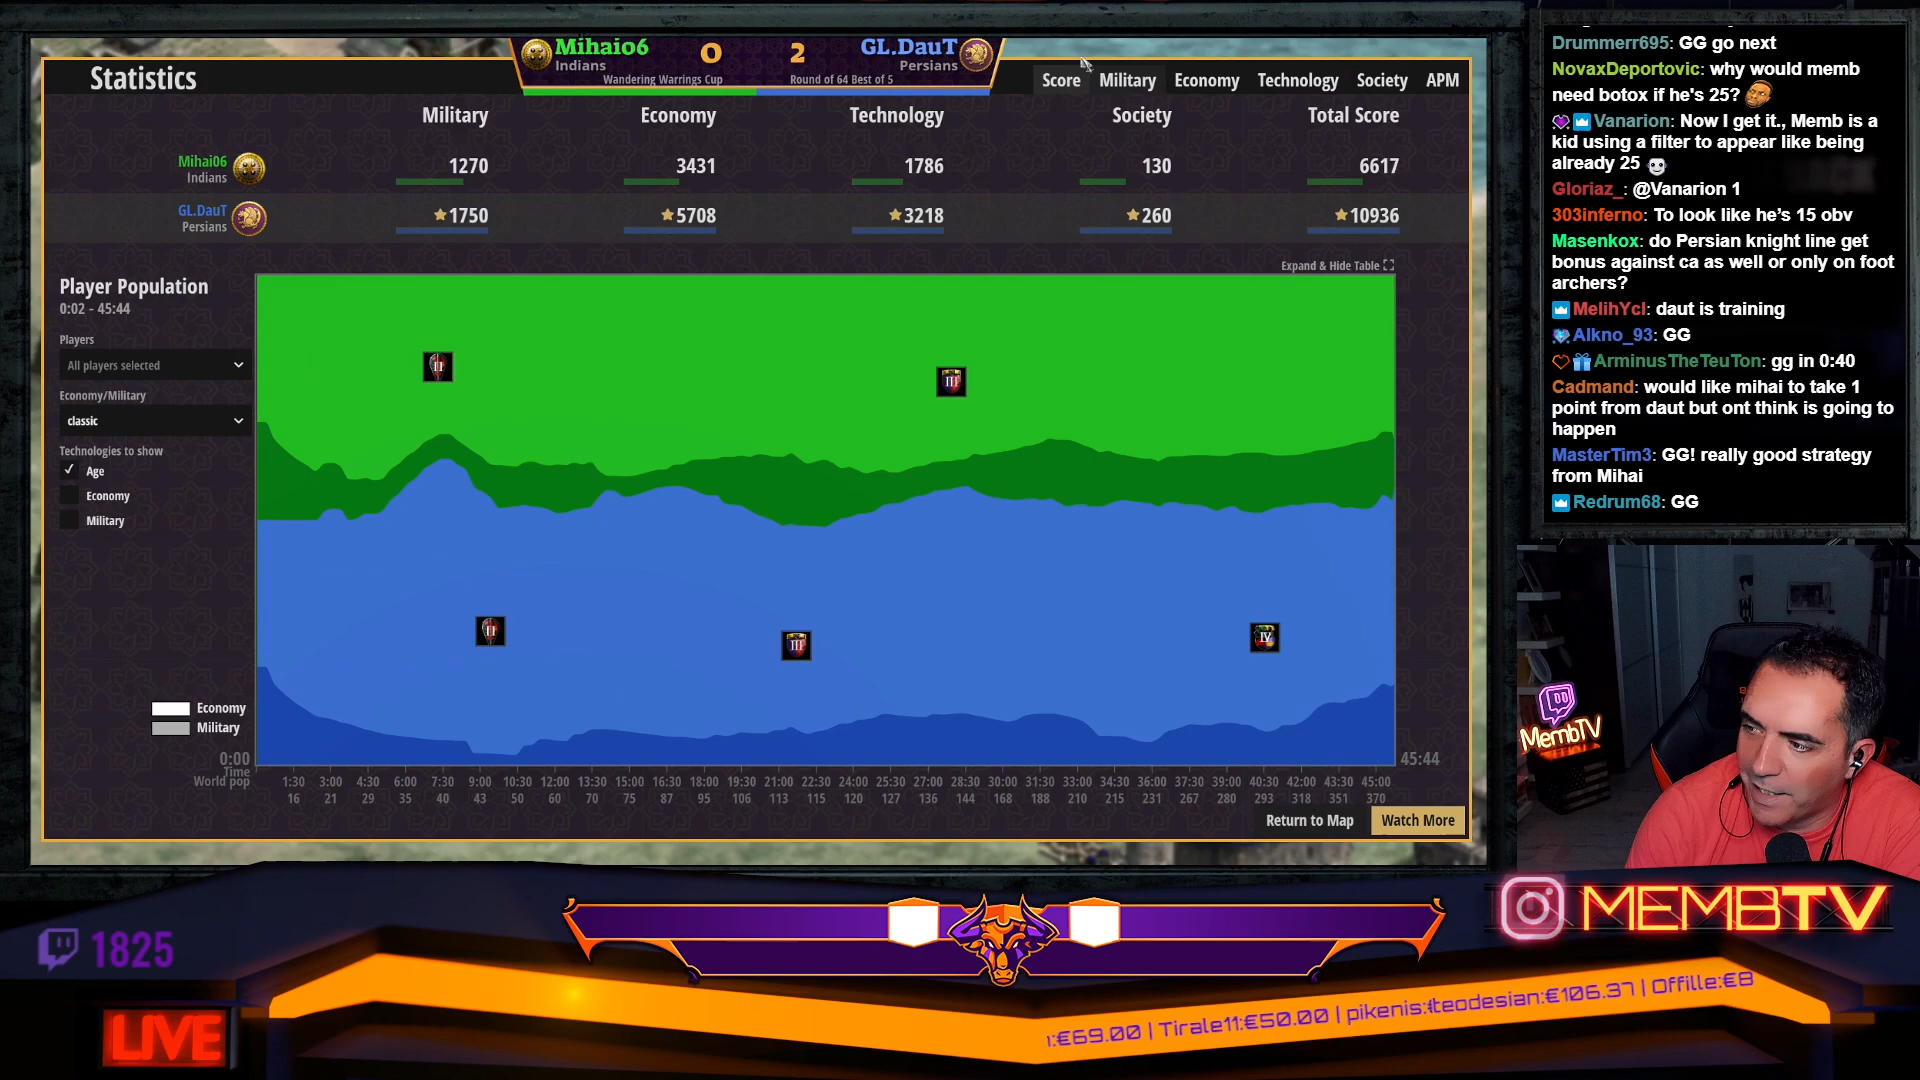 Mihai06 0 2 GL.DauT
Indians Persians
Wandering Warrings Cup Round of 64 Best of 5
Statistics
Score Military Economy Technology Society APM
Military Economy Technology Society Total Score
Mihai06 1270 3431 1786 130 6617
Indians
GL.DauT 1750 5708 3218 260 10936
Persians
Expand & Hide Table
Player Population
0:02 - 45:44
Players
All players selected
Economy/Military
classic
Technologies to show
Age
Economy
Military
II
III
II
III
IV
Economy
Military
0:00 45:44
Time 1:30 3:00 4:30 6:00 7:30 9:00 10:30 12:00 13:30 15:00 16:30 18:00 19:30 21:00 22:30 24:00 25:30 27:00 28:30 30:00 31:30 33:00 34:30 36:00 37:30 39:00 40:30 42:00 43:30 45:00
World pop 16 21 29 35 40 43 50 60 70 75 87 95 106 113 115 120 127 136 144 168 188 210 215 231 267 280 293 318 351 370
Return to Map Watch More
Drummerr695: GG go next
NovaxDeportovic: why would memb
need botox if he's 25?
Vanarion: Now I get it., Memb is a
kid using a filter to appear like being
already 25
Gloriaz_: @Vanarion 1
303inferno: To look like he's 15 obv
Masenkox: do Persian knight line get
bonus against ca as well or only on foot
archers?
MelihYcl: daut is training
Alkno_93: GG
ArminusTheTeuTon: gg in 0:40
Cadmand: would like mihai to take 1
point from daut but ont think is going to
happen
MasterTim3: GG! really good strategy
from Mihai
Redrum68: GG
MembTV
MEMBTV
1825
LIVE
:€69.00 | Tirale11:€50.00 | pikenis:€teodesian:€106.37 | Offille:€8